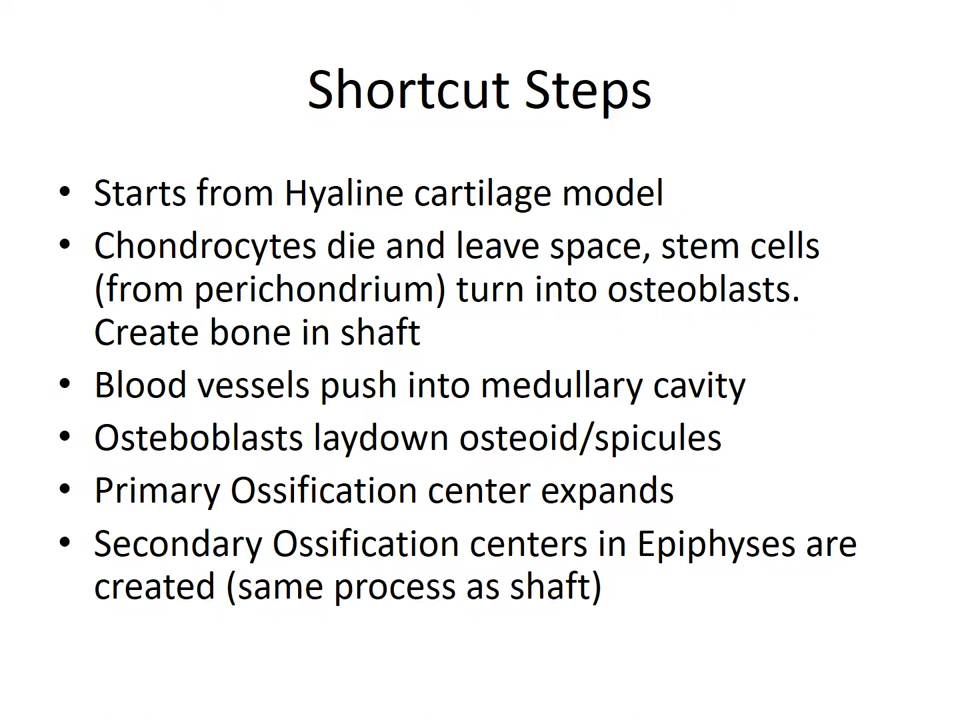 Shortcut Steps
• Starts from Hyaline cartilage model
• Chondrocytes die and leave space, stem cells
(from perichondrium) turn into osteoblasts.
Create bone in shaft
• Blood vessels push into medullary cavity
• Osteboblasts laydown osteoid/spicules
• Primary Ossification center expands
• Secondary Ossification centers in Epiphyses are
created (same process as shaft)